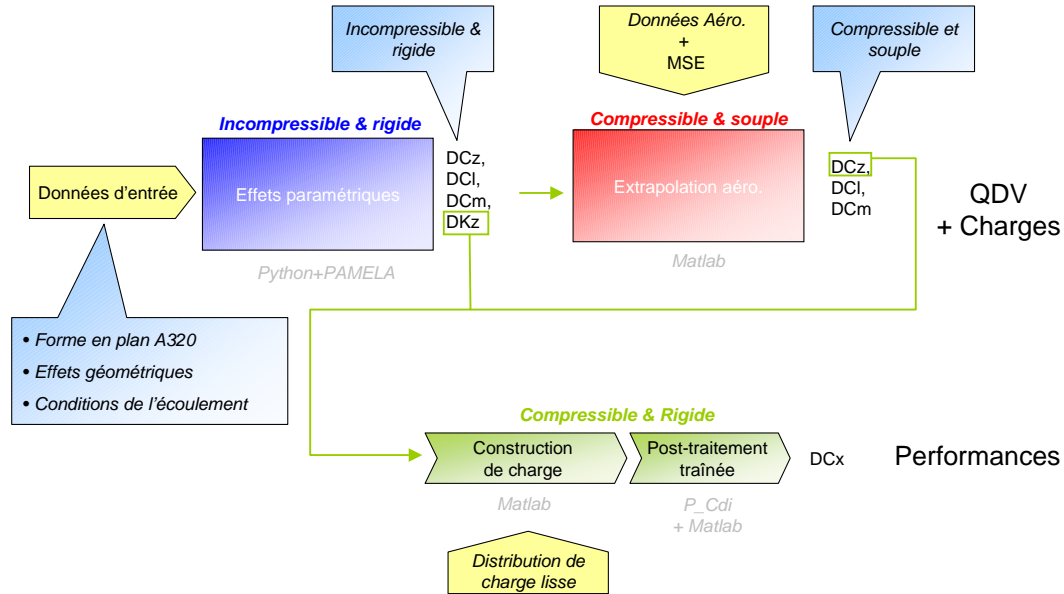 Incompressible &
rigide
Données Aéro.
+
MSE
Compressible et
souple
Incompressible & rigide
Compressible & souple
Données d'entrée
Effets paramétriques
DCz,
DCl,
DCm,
DKz
Extrapolation aéro.
DCz,
DCl,
DCm
QDV
+ Charges
Python+PAMELA
Matlab
• Forme en plan A320
• Effets géométriques
• Conditions de l'écoulement
Compressible & Rigide
Construction
de charge
Post-traitement
traînée
DCx
Performances
Matlab
P_Cdi
+ Matlab
Distribution de
charge lisse